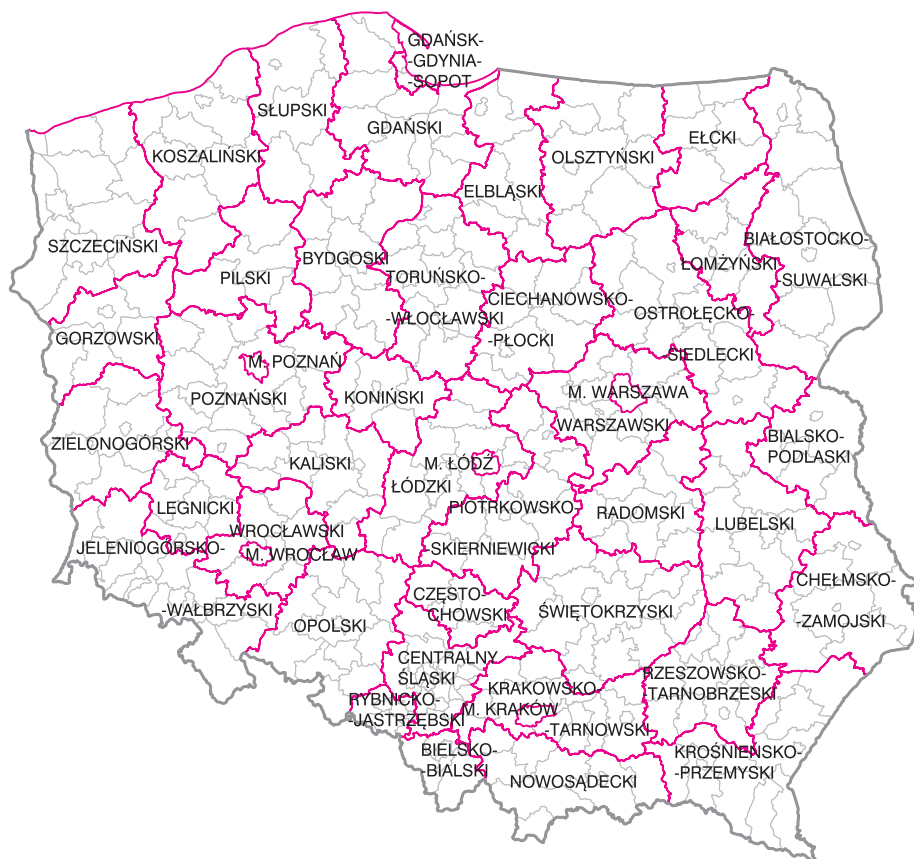 GDAŃSK-
-GDYNIA-
-SOPOT
SŁUPSKI
GDAŃSKI
KOSZALIŃSKI
EŁCKI
OLSZTYŃSKI
ELBLĄSKI
SZCZECIŃSKI
BIAŁOSTOCKO-
SUWALSKI
BYDGOSKI
ŁOMŻYŃSKI
PILSKI
TORUŃSKO-
-WŁOCŁAWSKI
CIECHANOWSKO-
-PŁOCKI
OSTROŁĘCKO-
SIEDLECKI
GORZOWSKI
M. POZNAŃ
POZNAŃSKI
KONIŃSKI
M. WARSZAWA
WARSZAWSKI
ZIELONOGÓRSKI
KALISKI
M. ŁÓDŹ
ŁÓDZKI
BIALSKO-
PODLASKI
LEGNICKI
PIOTRKOWSKO-
-SKIERNIEWICKI
RADOMSKI
LUBELSKI
WROCŁAWSKI
M. WROCŁAW
JELENIOGÓRSKO-
-WAŁBRZYSKI
CHEŁMSKO-
-ZAMOJSKI
CZĘSTO-
CHOWSKI
ŚWIĘTOKRZYSKI
OPOLSKI
CENTRALNY
ŚLĄSKI
RZESZOWSKO-
-TARNOBRZESKI
KRAKOWSKO-
M. KRAKÓW
-TARNOWSKI
RYBNICKO-
-JASTRZĘBSKI
BIELSKO-
BIALSKI
NOWOSĄDECKI
KROŚNIEŃSKO-
-PRZEMYSKI